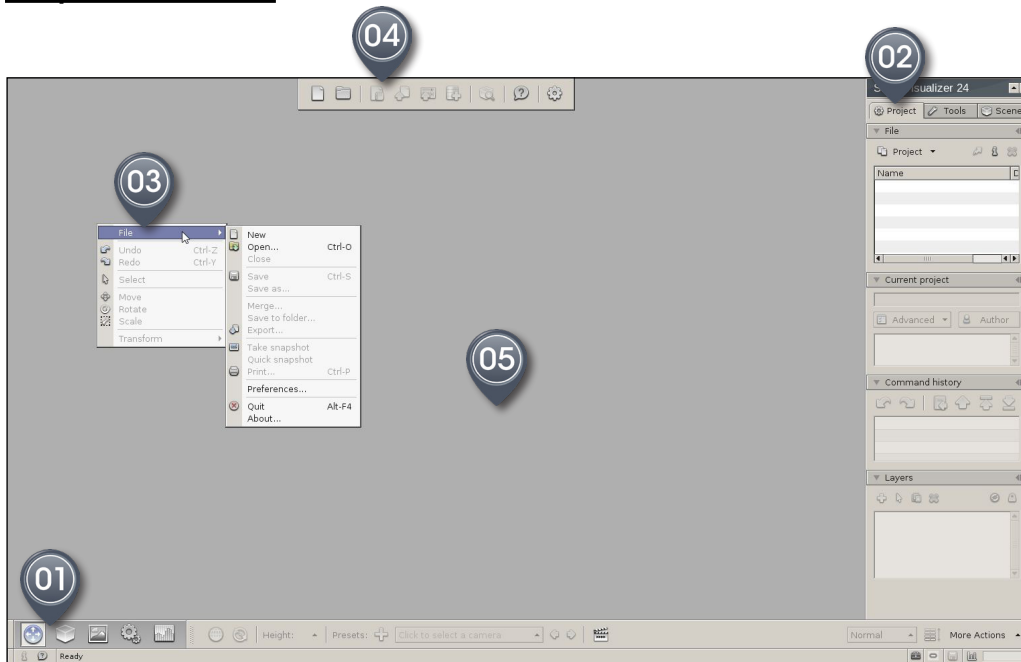 04
02
isualizer 24
Project Tools Scene
File
Project
Name
03
File
Undo Ctrl-Z
Redo Ctrl-Y
Select
Move
Rotate
Scale
Transform
New
Open... Ctrl-O
Close
Save Ctrl-S
Save as...
Merge...
Save to folder...
Export...
Take snapshot
Quick snapshot
Print... Ctrl-P
Preferences...
Quit Alt-F4
About...
05
Current project
Advanced Author
Command history
Layers
01
Height: Presets: Click to select a camera Normal More Actions
Ready